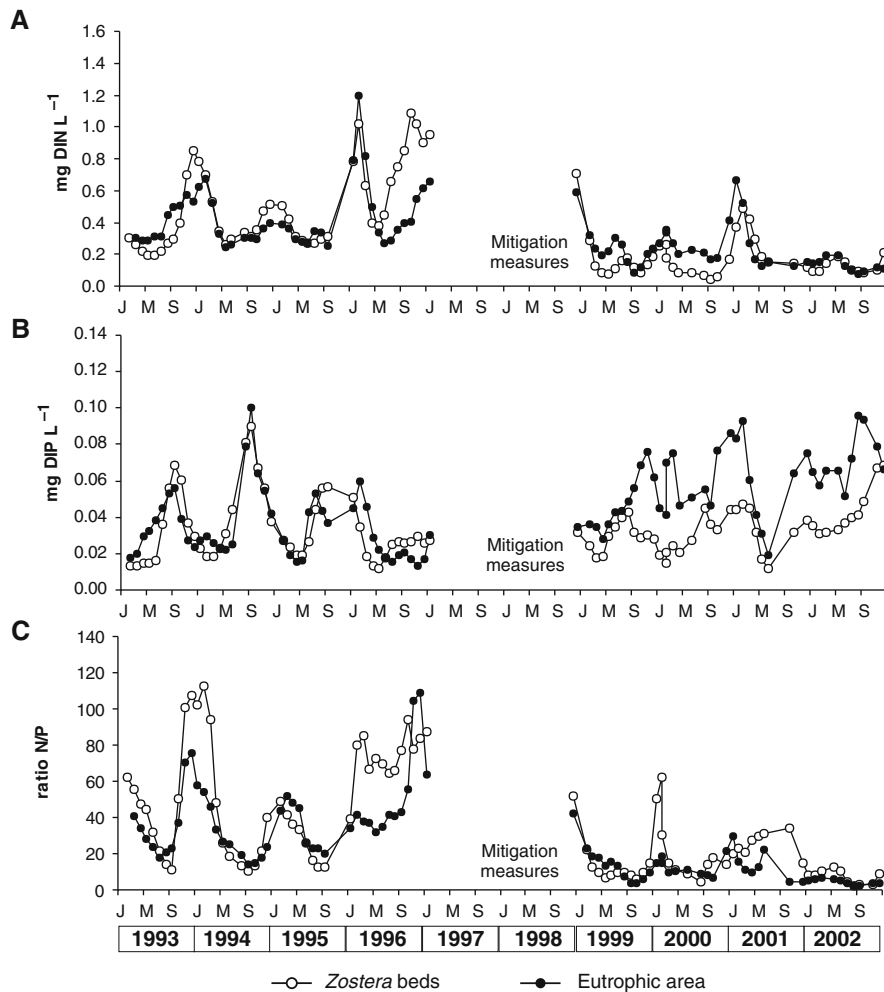 A
mg DIN L⁻¹
1.6
1.4
1.2
1.0
0.8
0.6
0.4
0.2
0.0
Mitigation
measures
J M S J M S J M S J M S J M S J M S J M S J M S J M S J M S
B
mg DIP L⁻¹
0.14
0.12
0.10
0.08
0.06
0.04
0.02
0.00
Mitigation
measures
J M S J M S J M S J M S J M S J M S J M S J M S J M S J M S
C
ratio N/P
140
120
100
80
60
40
20
0
Mitigation
measures
J M S J M S J M S J M S J M S J M S J M S J M S J M S J M S
1993 1994 1995 1996 1997 1998 1999 2000 2001 2002
Zostera beds Eutrophic area